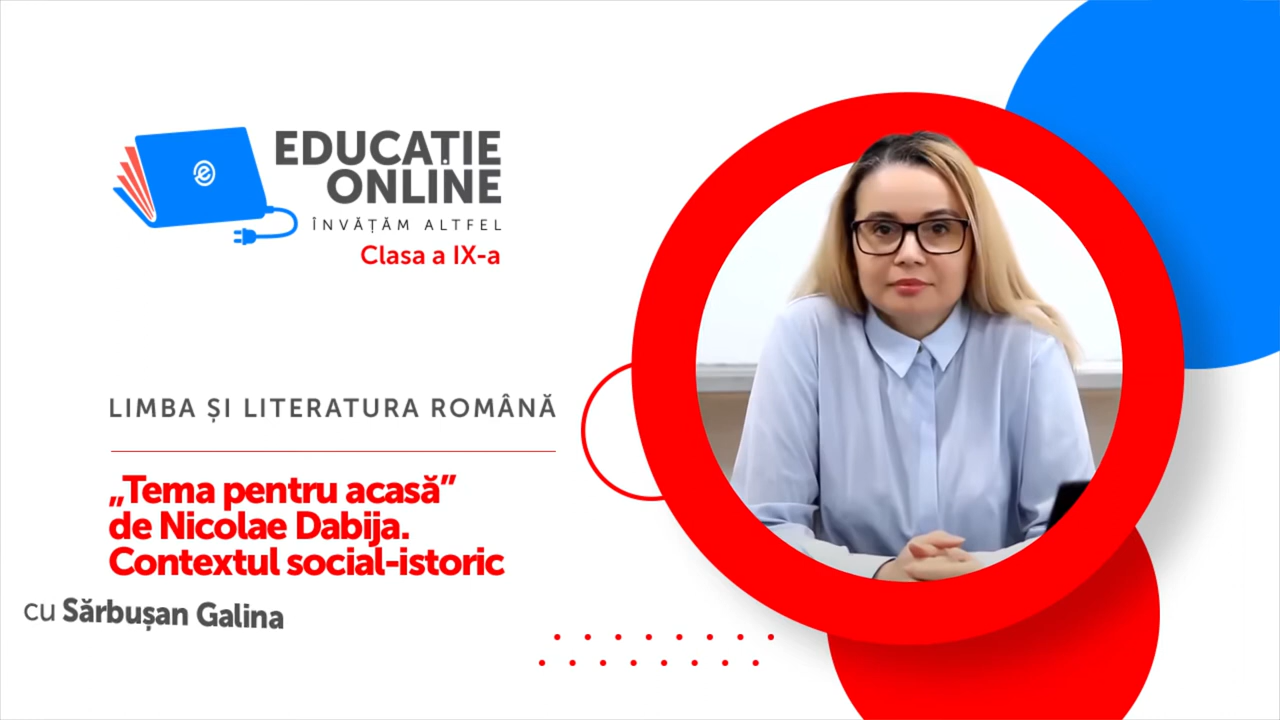 EDUCAȚIE
ONLINE
ÎNVĂȚĂM ALTFEL
Clasa a IX-a
LIMBA ȘI LITERATURA ROMÂNĂ
„Tema pentru acasă”
de Nicolae Dabija.
Contextul social-istoric
cu Sărbușan Galina